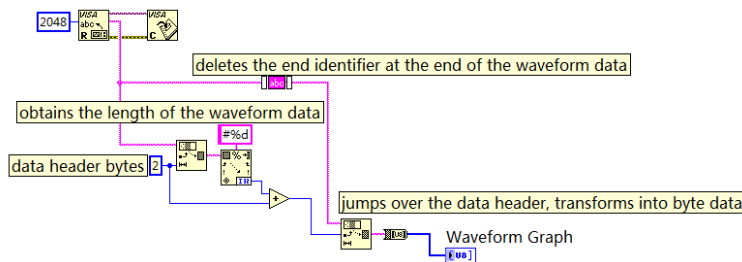 VISA VISA
2048 abc
R C
deletes the end identifier at the end of the waveform data
abc
obtains the length of the waveform data
#%d
data header bytes 2
+
jumps over the data header, transforms into byte data
U8
Waveform Graph
U8